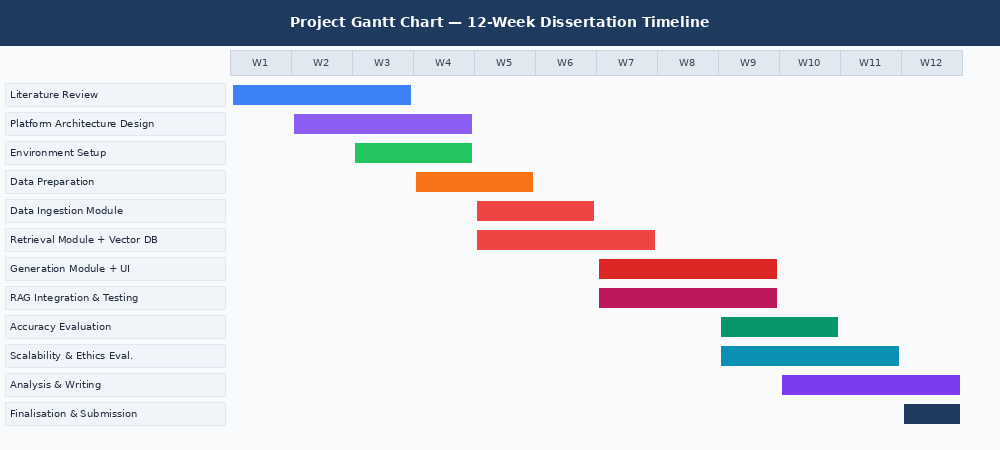 Project Gantt Chart — 12-Week Dissertation Timeline
W1 W2 W3 W4 W5 W6 W7 W8 W9 W10 W11 W12
Literature Review
Platform Architecture Design
Environment Setup
Data Preparation
Data Ingestion Module
Retrieval Module + Vector DB
Generation Module + UI
RAG Integration & Testing
Accuracy Evaluation
Scalability & Ethics Eval.
Analysis & Writing
Finalisation & Submission